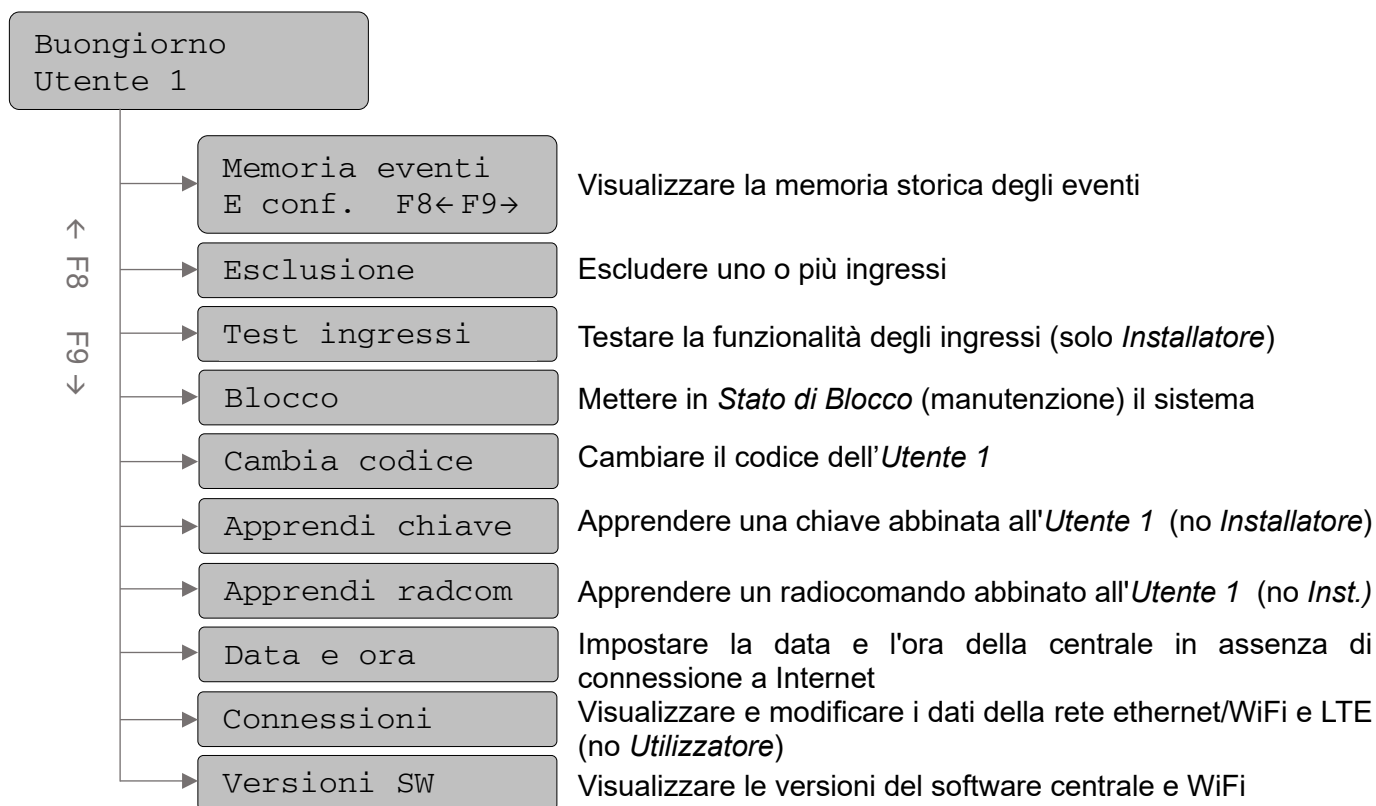 Buongiorno
Utente 1
Memoria eventi
E conf. F8← F9→
Visualizzare la memoria storica degli eventi
← F8 F9 →
Esclusione
Escludere uno o più ingressi
Test ingressi
Testare la funzionalità degli ingressi (solo Installatore)
Blocco
Mettere in Stato di Blocco (manutenzione) il sistema
Cambia codice
Cambiare il codice dell’Utente 1
Apprendi chiave
Apprendere una chiave abbinata all'Utente 1 (no Installatore)
Apprendi radcom
Apprendere un radiocomando abbinato all'Utente 1 (no Inst.)
Data e ora
Impostare la data e l'ora della centrale in assenza di
connessione a Internet
Connessioni
Visualizzare e modificare i dati della rete ethernet/WiFi e LTE
(no Utilizzatore)
Versioni SW
Visualizzare le versioni del software centrale e WiFi